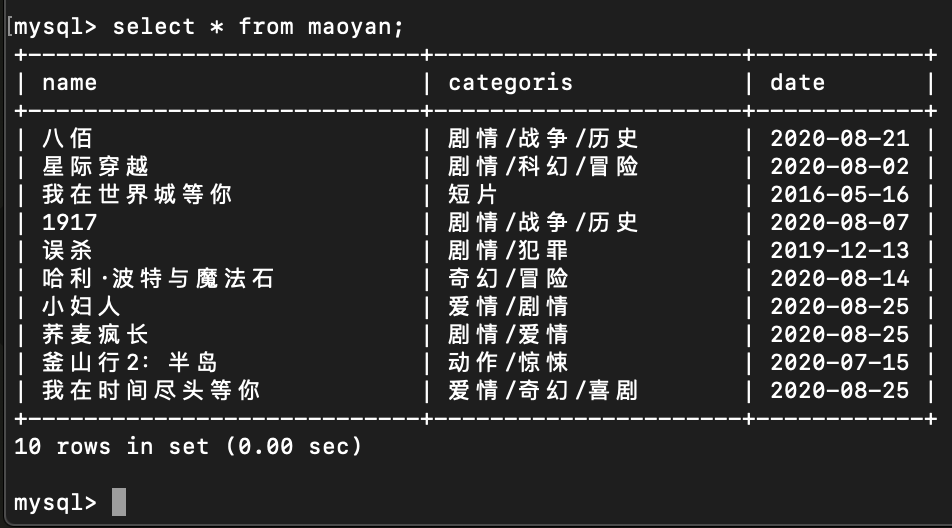 mysql> select * from maoyan;
+-----------------------------+-----------------------+------------+
| name | categoris | date |
+-----------------------------+-----------------------+------------+
| 八佰 | 剧情/战争/历史 | 2020-08-21 |
| 星际穿越 | 剧情/科幻/冒险 | 2020-08-02 |
| 我在世界城等你 | 短片 | 2016-05-16 |
| 1917 | 剧情/战争/历史 | 2020-08-07 |
| 误杀 | 剧情/犯罪 | 2019-12-13 |
| 哈利·波特与魔法石 | 奇幻/冒险 | 2020-08-14 |
| 小妇人 | 爱情/剧情 | 2020-08-25 |
| 荞麦疯长 | 剧情/爱情 | 2020-08-25 |
| 釜山行2：半岛 | 动作/惊悚 | 2020-07-15 |
| 我在时间尽头等你 | 爱情/奇幻/喜剧 | 2020-08-25 |
+-----------------------------+-----------------------+------------+
10 rows in set (0.00 sec)
mysql>